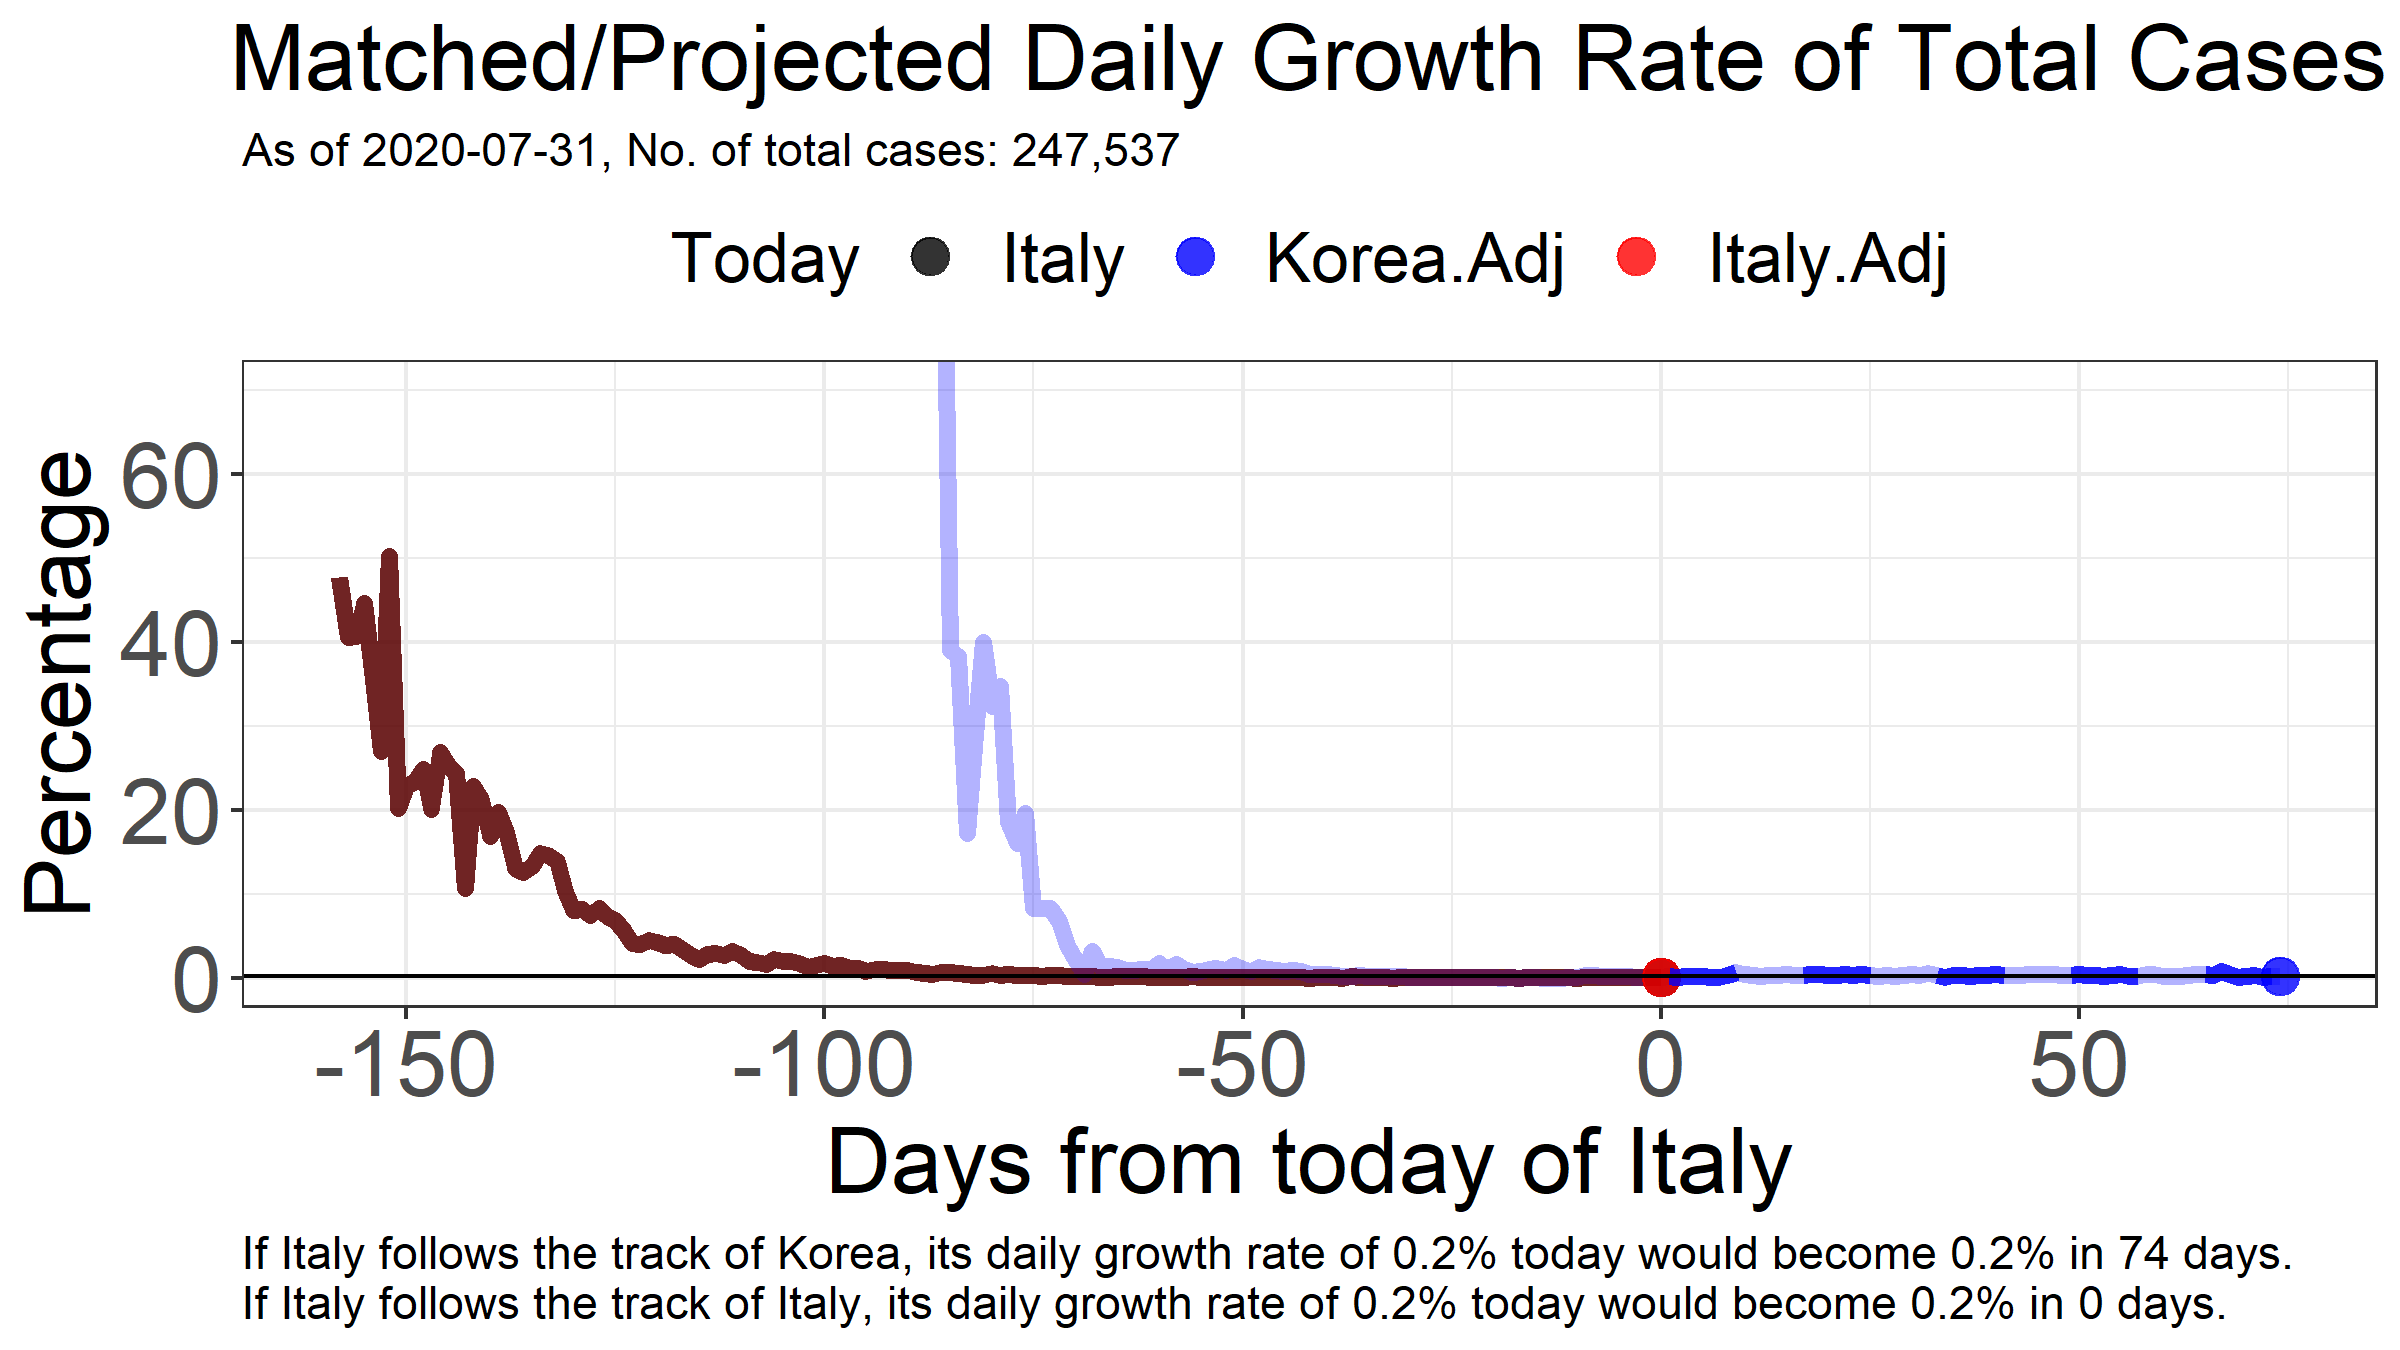 Matched/Projected Daily Growth Rate of Total Cases
As of 2020-07-31, No. of total cases: 247,537
Today Italy Korea.Adj Italy.Adj
Percentage
60
40
20
0
-150 -100 -50 0 50
Days from today of Italy
If Italy follows the track of Korea, its daily growth rate of 0.2% today would become 0.2% in 74 days.
If Italy follows the track of Italy, its daily growth rate of 0.2% today would become 0.2% in 0 days.